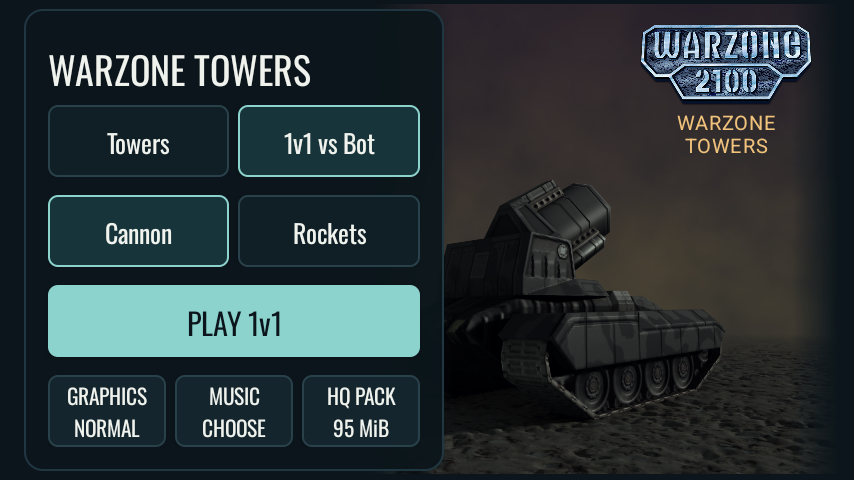 WARZONE TOWERS
Towers
1v1 vs Bot
Cannon
Rockets
PLAY 1v1
GRAPHICS
NORMAL
MUSIC
CHOOSE
HQ PACK
95 MiB
WARZONE
2100
WARZONE
TOWERS